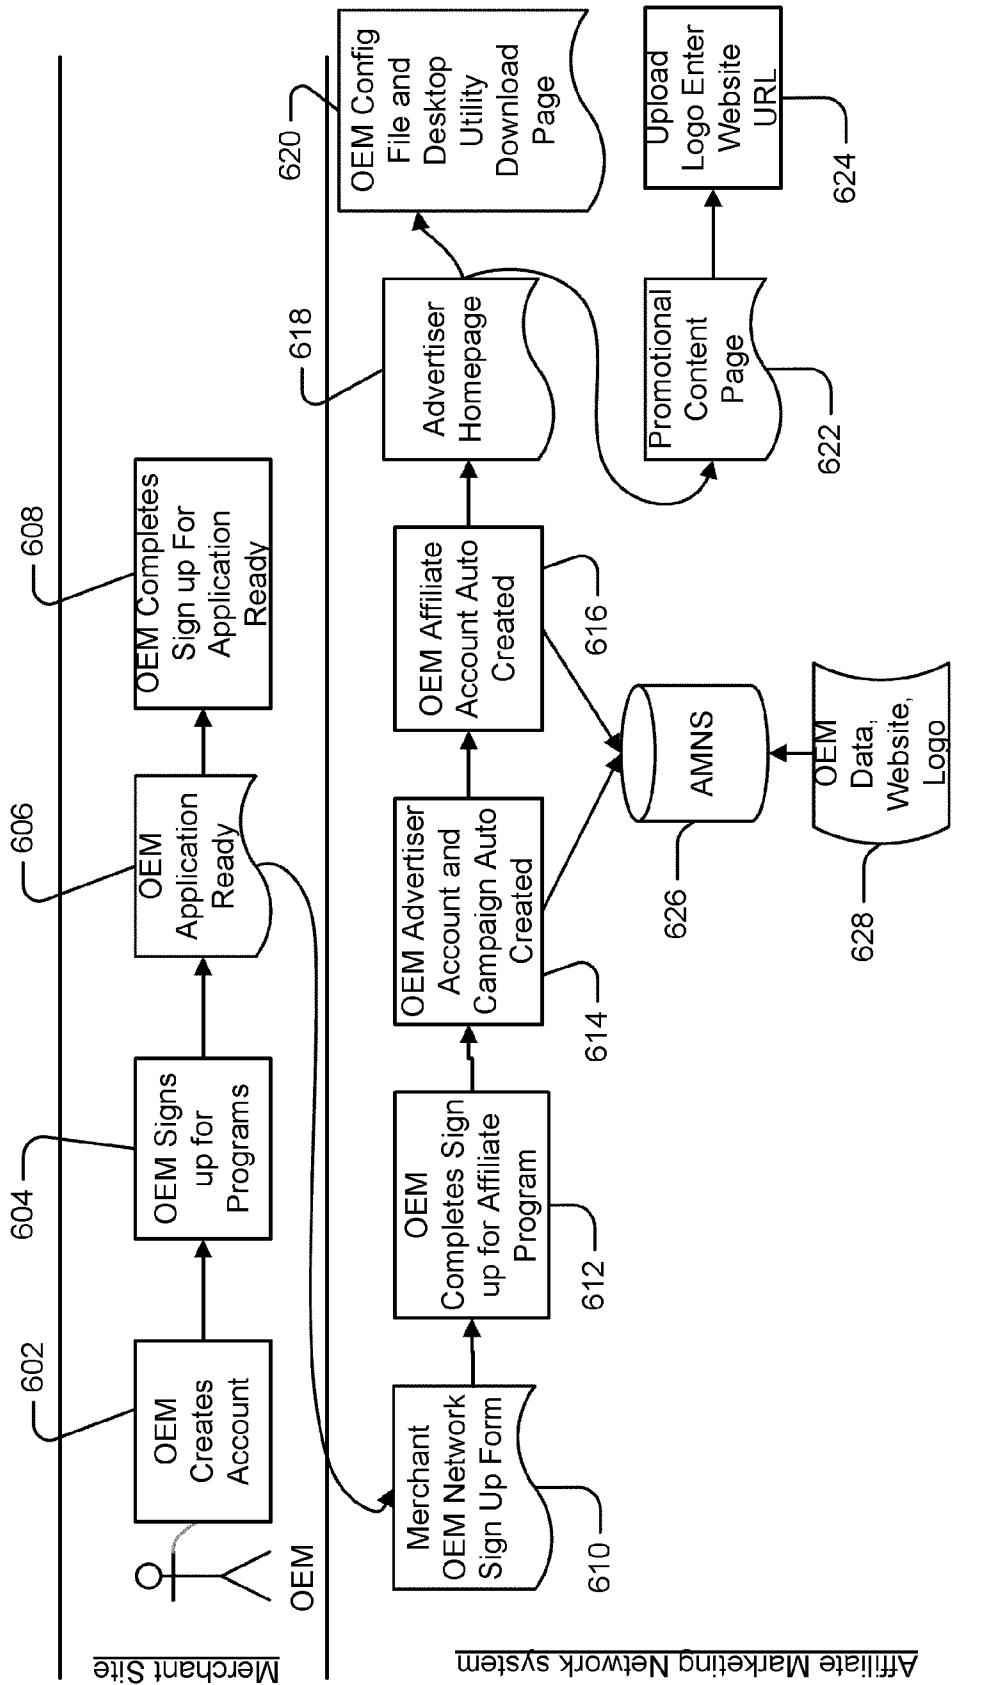 Merchant Site
OEM
602
OEM
Creates
Account
604
OEM Signs
up for
Programs
606
OEM
Application
Ready
608
OEM Completes
Sign up For
Application
Ready
Affiliate Marketing Network system
Merchant
OEM Network
Sign Up Form
610
OEM
Completes Sign
up for Affiliate
Program
612
OEM Advertiser
Account and
Campaign Auto
Created
614
OEM Affiliate
Account Auto
Created
616
618
Advertiser
Homepage
620
OEM Config
File and
Desktop
Utility
Download
Page
Promotional
Content
Page
622
Upload
Logo Enter
Website
URL
624
AMNS
626
OEM
Data,
Website,
Logo
628